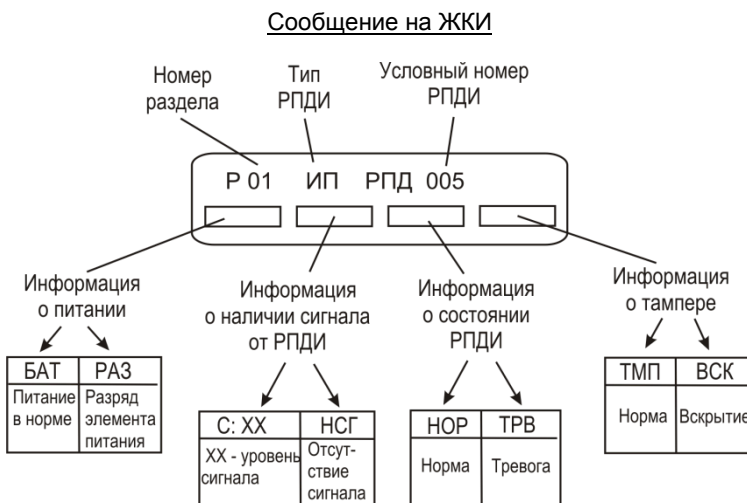 Сообщение на ЖКИ
Номер
раздела
Тип
РПДИ
Условный номер
РПДИ
Р 01 ИП РПД 005
Информация
о питании
Информация
о наличии сигнала
от РПДИ
Информация
о состоянии
РПДИ
Информация
о тампере
БАТ РАЗ
Питание
в норме
Разряд
элемента
питания
С: ХХ НСГ
ХХ - уровень
сигнала
Отсут-
ствие
сигнала
НОР ТРВ
Норма Тревога
ТМП ВСК
Норма Вскрытие